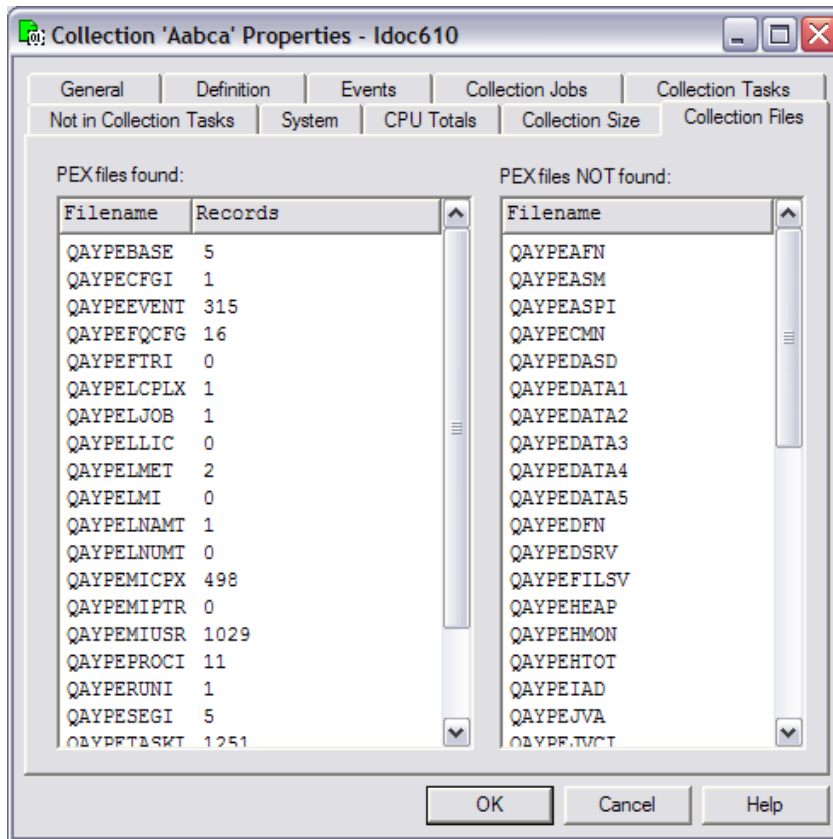 Collection 'Aabca' Properties - Idoc610
General Definition Events Collection Jobs Collection Tasks
Not in Collection Tasks System CPU Totals Collection Size Collection Files
PEX files found:
Filename Records
QAYPEBASE 5
QAYPECFGI 1
QAYPEEVENT 315
QAYPEFQCFG 16
QAYPEFTRI 0
QAYPELCPLX 1
QAYPELJOB 1
QAYPELLIC 0
QAYPELMET 2
QAYPELMI 0
QAYPELNAMT 1
QAYPELNUMT 0
QAYPEMICPX 498
QAYPEMIPTR 0
QAYPEMIUSR 1029
QAYPEPROCI 11
QAYPERUNI 1
QAYPESEGI 5
QAYPETASKI 1251
PEX files NOT found:
Filename
QAYPEAFN
QAYPEASM
QAYPEASPI
QAYPECMN
QAYPEDASD
QAYPEDATA1
QAYPEDATA2
QAYPEDATA3
QAYPEDATA4
QAYPEDATA5
QAYPEDFN
QAYPEDSRV
QAYPEFILSV
QAYPEHEAP
QAYPEHMON
QAYPEHTOT
QAYPEIAD
QAYPEJVA
QAYPEJVCI
OK Cancel Help